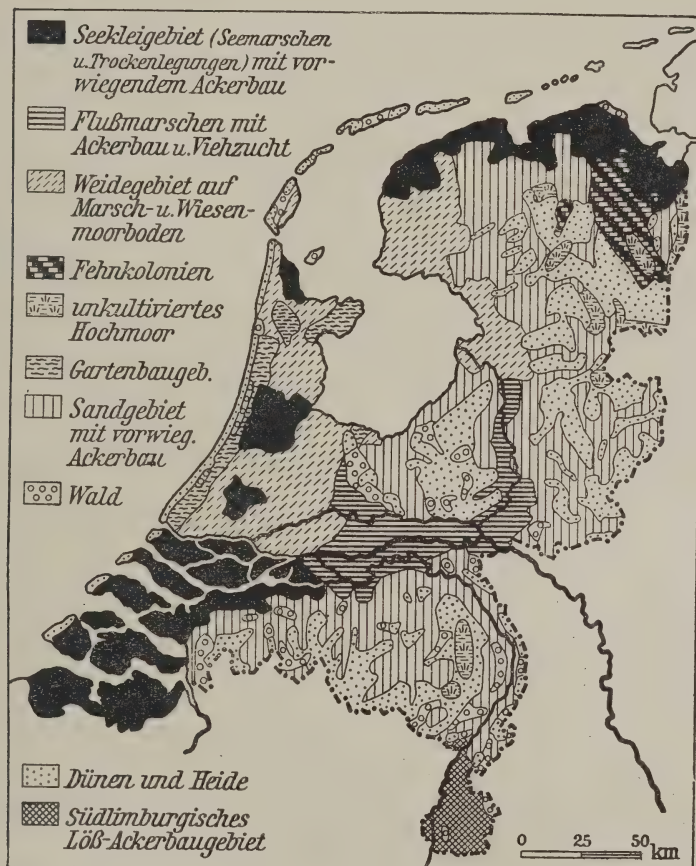 Seekleigebiet (Seemarschen
u. Trockenlegungen) mit vor-
wiegendem Ackerbau
Flußmarschen mit
Ackerbau u. Viehzucht
Weidegebiet auf
Marsch- u. Wiesen-
moorboden
Fehnkolonien
unkultiviertes
Hochmoor
Gartenbaugeb.
Sandgebiet
mit vorwieg.
Ackerbau
Wald
Dünen und Heide
Südlimburgisches
Löß-Ackerbaugebiet
0 50 km